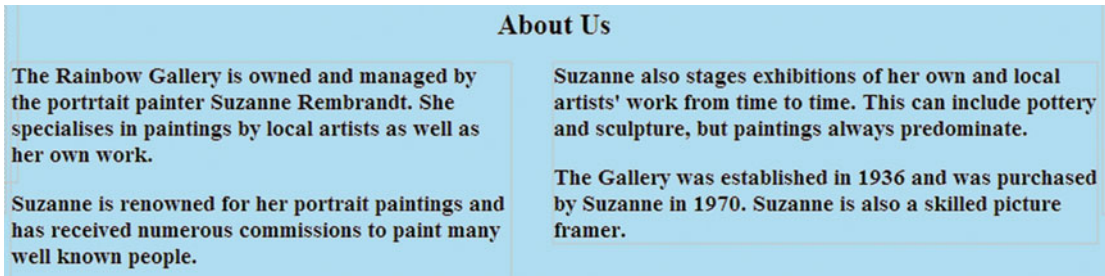 About Us
The Rainbow Gallery is owned and managed by
the portrtait painter Suzanne Rembrandt. She
specialises in paintings by local artists as well as
her own work.
Suzanne is renowned for her portrait paintings and
has received numerous commissions to paint many
well known people.
Suzanne also stages exhibitions of her own and local
artists' work from time to time. This can include pottery
and sculpture, but paintings always predominate.
The Gallery was established in 1936 and was purchased
by Suzanne in 1970. Suzanne is also a skilled picture
framer.